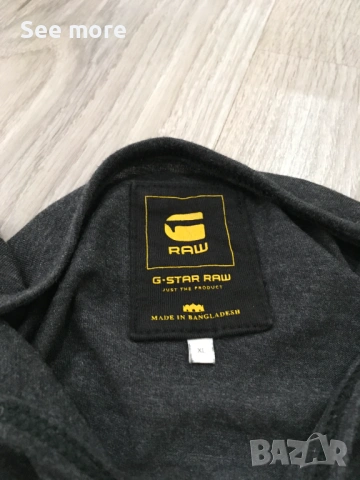 See more
RAW
G-STAR RAW
JUST THE PRODUCT
MADE IN BANGLADESH
XL
BAZAR